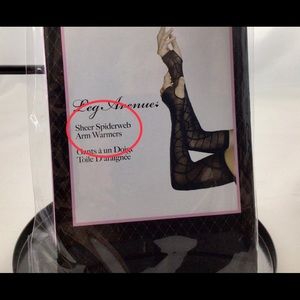 Leg Avenue®
Sheer Spiderweb
Arm Warmers
Gants à un Doigt
Toile D'araignée